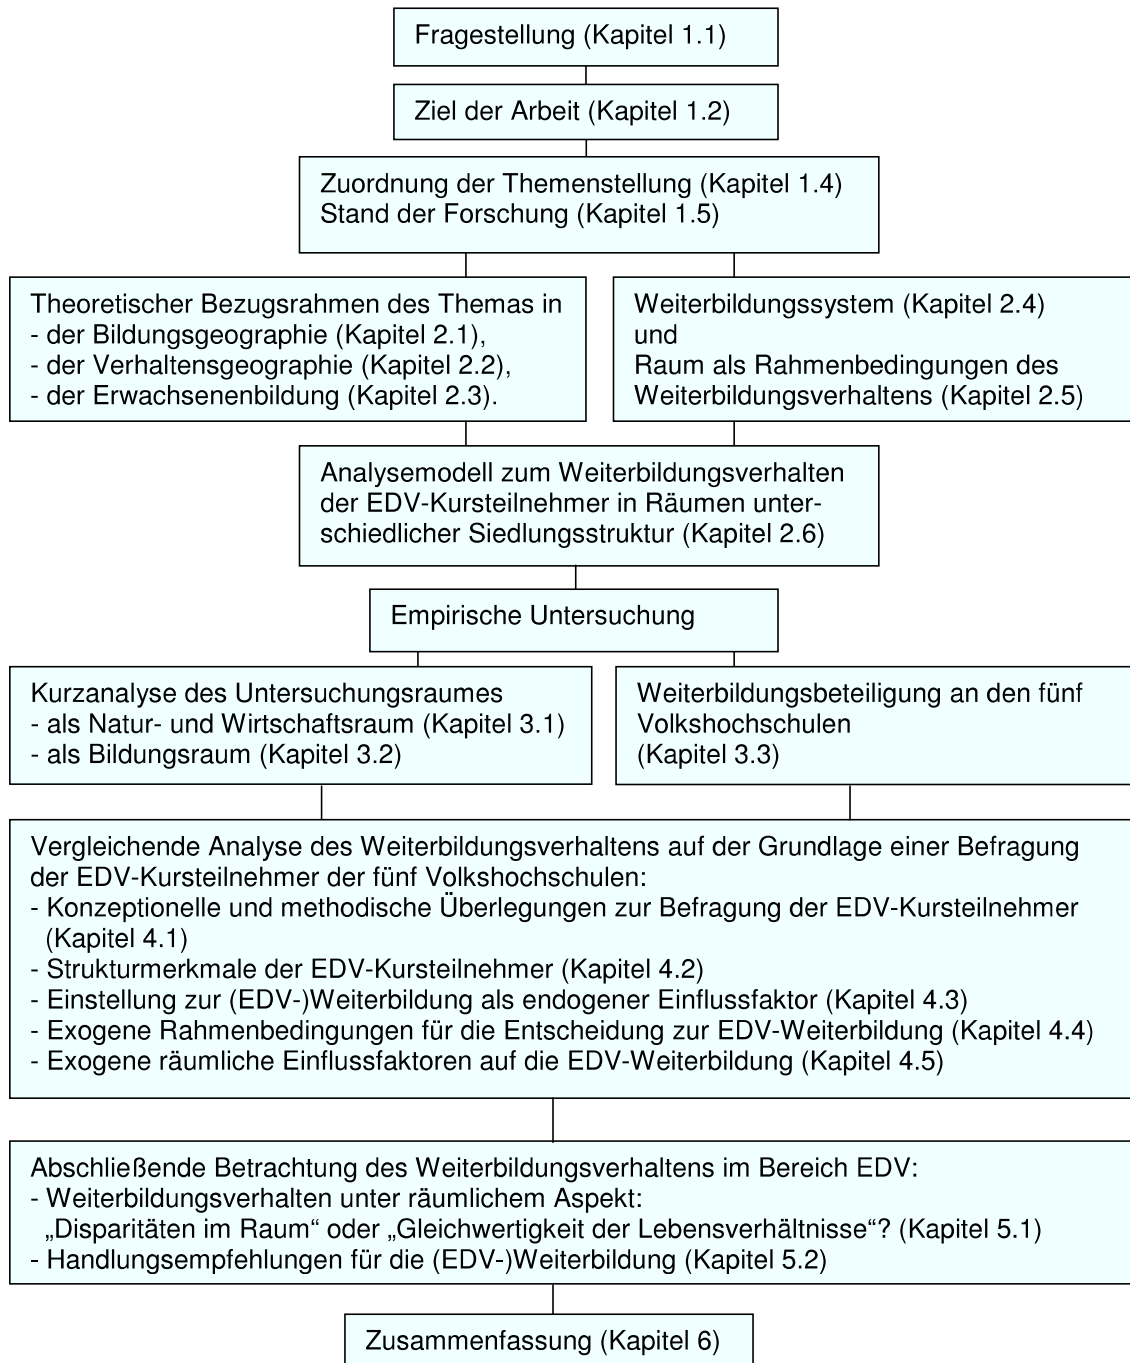 Fragestellung (Kapitel 1.1)
Ziel der Arbeit (Kapitel 1.2)
Zuordnung der Themenstellung (Kapitel 1.4)
Stand der Forschung (Kapitel 1.5)
Theoretischer Bezugsrahmen des Themas in
- der Bildungsgeographie (Kapitel 2.1),
- der Verhaltensgeographie (Kapitel 2.2),
- der Erwachsenenbildung (Kapitel 2.3).
Weiterbildungssystem (Kapitel 2.4)
und
Raum als Rahmenbedingungen des
Weiterbildungsverhaltens (Kapitel 2.5)
Analysemodell zum Weiterbildungsverhalten
der EDV-Kursteilnehmer in Räumen unter-
schiedlicher Siedlungsstruktur (Kapitel 2.6)
Empirische Untersuchung
Kurzanalyse des Untersuchungsraumes
- als Natur- und Wirtschaftsraum (Kapitel 3.1)
- als Bildungsraum (Kapitel 3.2)
Weiterbildungsbeteiligung an den fünf
Volkshochschulen
(Kapitel 3.3)
Vergleichende Analyse des Weiterbildungsverhaltens auf der Grundlage einer Befragung
der EDV-Kursteilnehmer der fünf Volkshochschulen:
- Konzeptionelle und methodische Überlegungen zur Befragung der EDV-Kursteilnehmer
(Kapitel 4.1)
- Strukturmerkmale der EDV-Kursteilnehmer (Kapitel 4.2)
- Einstellung zur (EDV-)Weiterbildung als endogener Einflussfaktor (Kapitel 4.3)
- Exogene Rahmenbedingungen für die Entscheidung zur EDV-Weiterbildung (Kapitel 4.4)
- Exogene räumliche Einflussfaktoren auf die EDV-Weiterbildung (Kapitel 4.5)
Abschließende Betrachtung des Weiterbildungsverhaltens im Bereich EDV:
- Weiterbildungsverhalten unter räumlichem Aspekt:
„Disparitäten im Raum“ oder „Gleichwertigkeit der Lebensverhältnisse“? (Kapitel 5.1)
- Handlungsempfehlungen für die (EDV-)Weiterbildung (Kapitel 5.2)
Zusammenfassung (Kapitel 6)